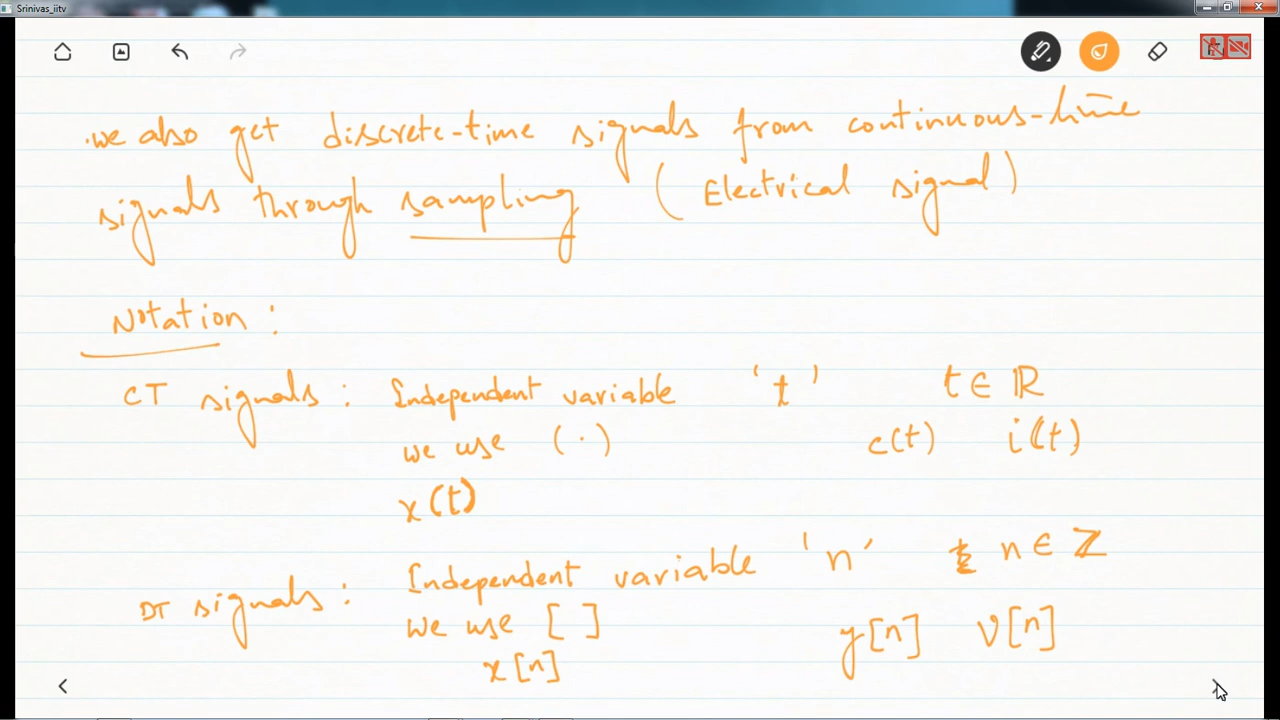 Srinivas_iitv
we also get discrete-time signals from continuous-time
signals through sampling (Electrical signal)
Notation :
CT signals : Independent variable 't' t ∈ ℝ
we use (·) c(t) i(t)
x(t)
DT signals : Independent variable 'n' n ∈ ℤ
we use [ ] y[n] v[n]
x[n]